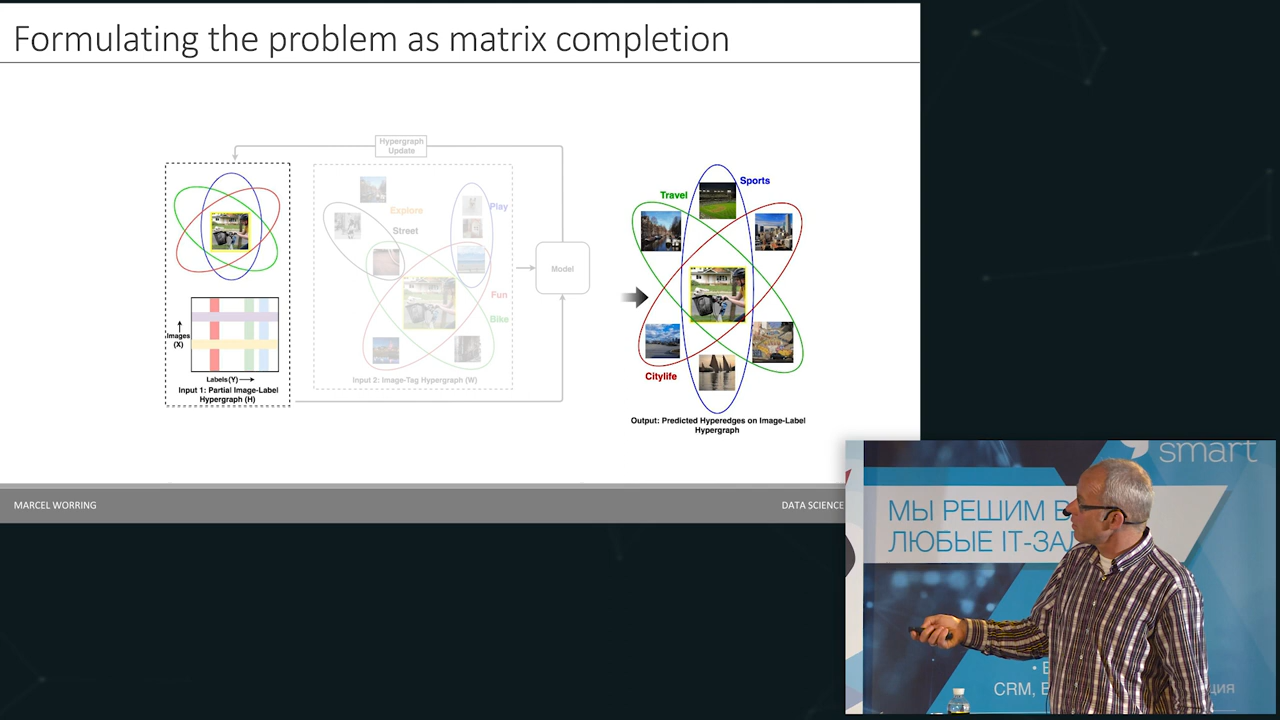 Formulating the problem as matrix completion
Hypergraph
Update
Explore
Play
Street
Fun
Bike
Model
Images
(X)
Labels(Y)
Input 1: Partial Image-Label
Hypergraph (H)
Input 2: Image-Tag Hypergraph (W)
Sports
Travel
Citylife
Output: Predicted Hyperedges on Image-Label
Hypergraph
MARCEL WORRING
DATA SCIENCE
smart
МЫ РЕШИМ В
ЛЮБЫЕ IT-ЗА
CRM, В
ЦИЯ